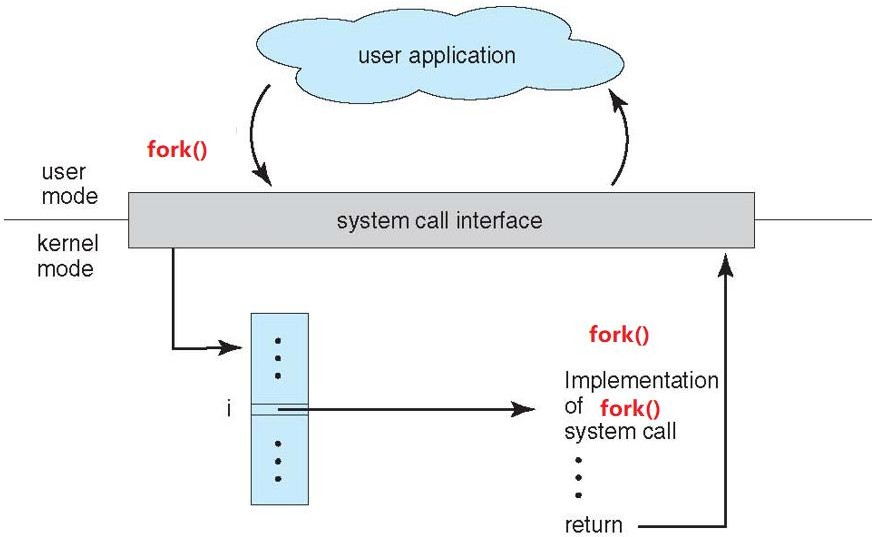 user application
fork()
user
mode
system call interface
kernel
mode
fork()
i
Implementation
of fork()
system call
return